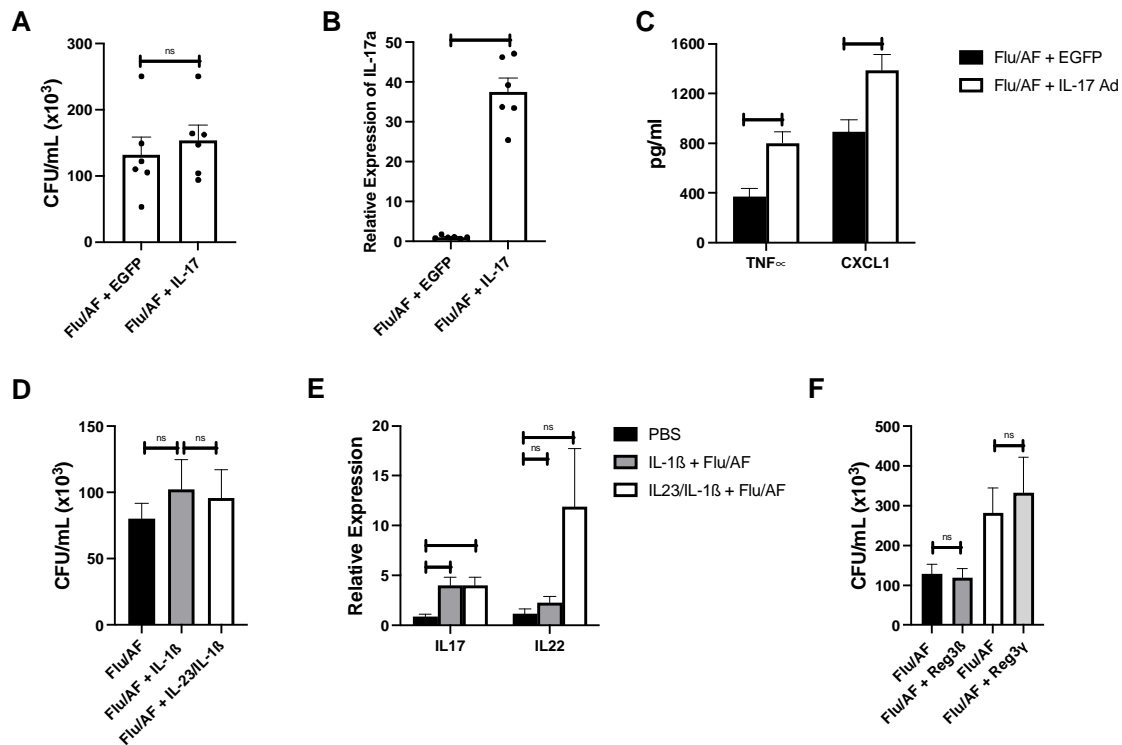 A
CFU/mL (x10³)
300
200
100
0
ns
Flu/AF + EGFP
Flu/AF + IL-17
B
Relative Expression of IL-17a
50
40
30
20
10
0
Flu/AF + EGFP
Flu/AF + IL-17
C
pg/ml
1600
1200
800
400
0
TNF∝
CXCL1
Flu/AF + EGFP
Flu/AF + IL-17 Ad
D
CFU/mL (x10³)
150
100
50
0
ns
ns
Flu/AF
Flu/AF + IL-1ß
Flu/AF + IL-23/IL-1ß
E
Relative Expression
20
15
10
5
0
ns
ns
IL17
IL22
PBS
IL-1ß + Flu/AF
IL23/IL-1ß + Flu/AF
F
CFU/mL (x10³)
500
400
300
200
100
0
ns
ns
Flu/AF
Flu/AF + Reg3ß
Flu/AF
Flu/AF + Reg3γ